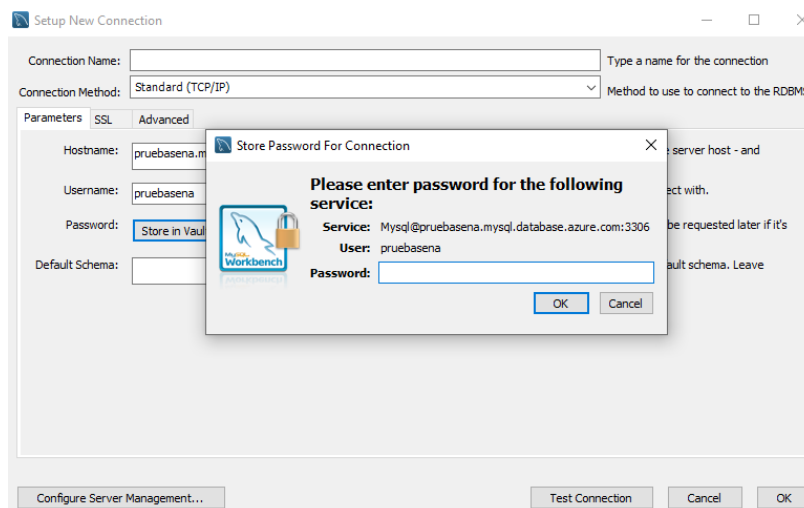 Setup New Connection
Connection Name:
Type a name for the connection
Connection Method:
Standard (TCP/IP)
Method to use to connect to the RDBMS
Parameters SSL Advanced
Hostname:
pruebasena.m
server host - and
Username:
pruebasena
ect with.
Password:
Store in Vaul
be requested later if it's
Default Schema:
ault schema. Leave
Store Password For Connection
Please enter password for the following
service:
Service: Mysql@pruebasena.mysql.database.azure.com:3306
User: pruebasena
Password:
MySQL
Workbench
OK Cancel
Configure Server Management...
Test Connection
Cancel
OK